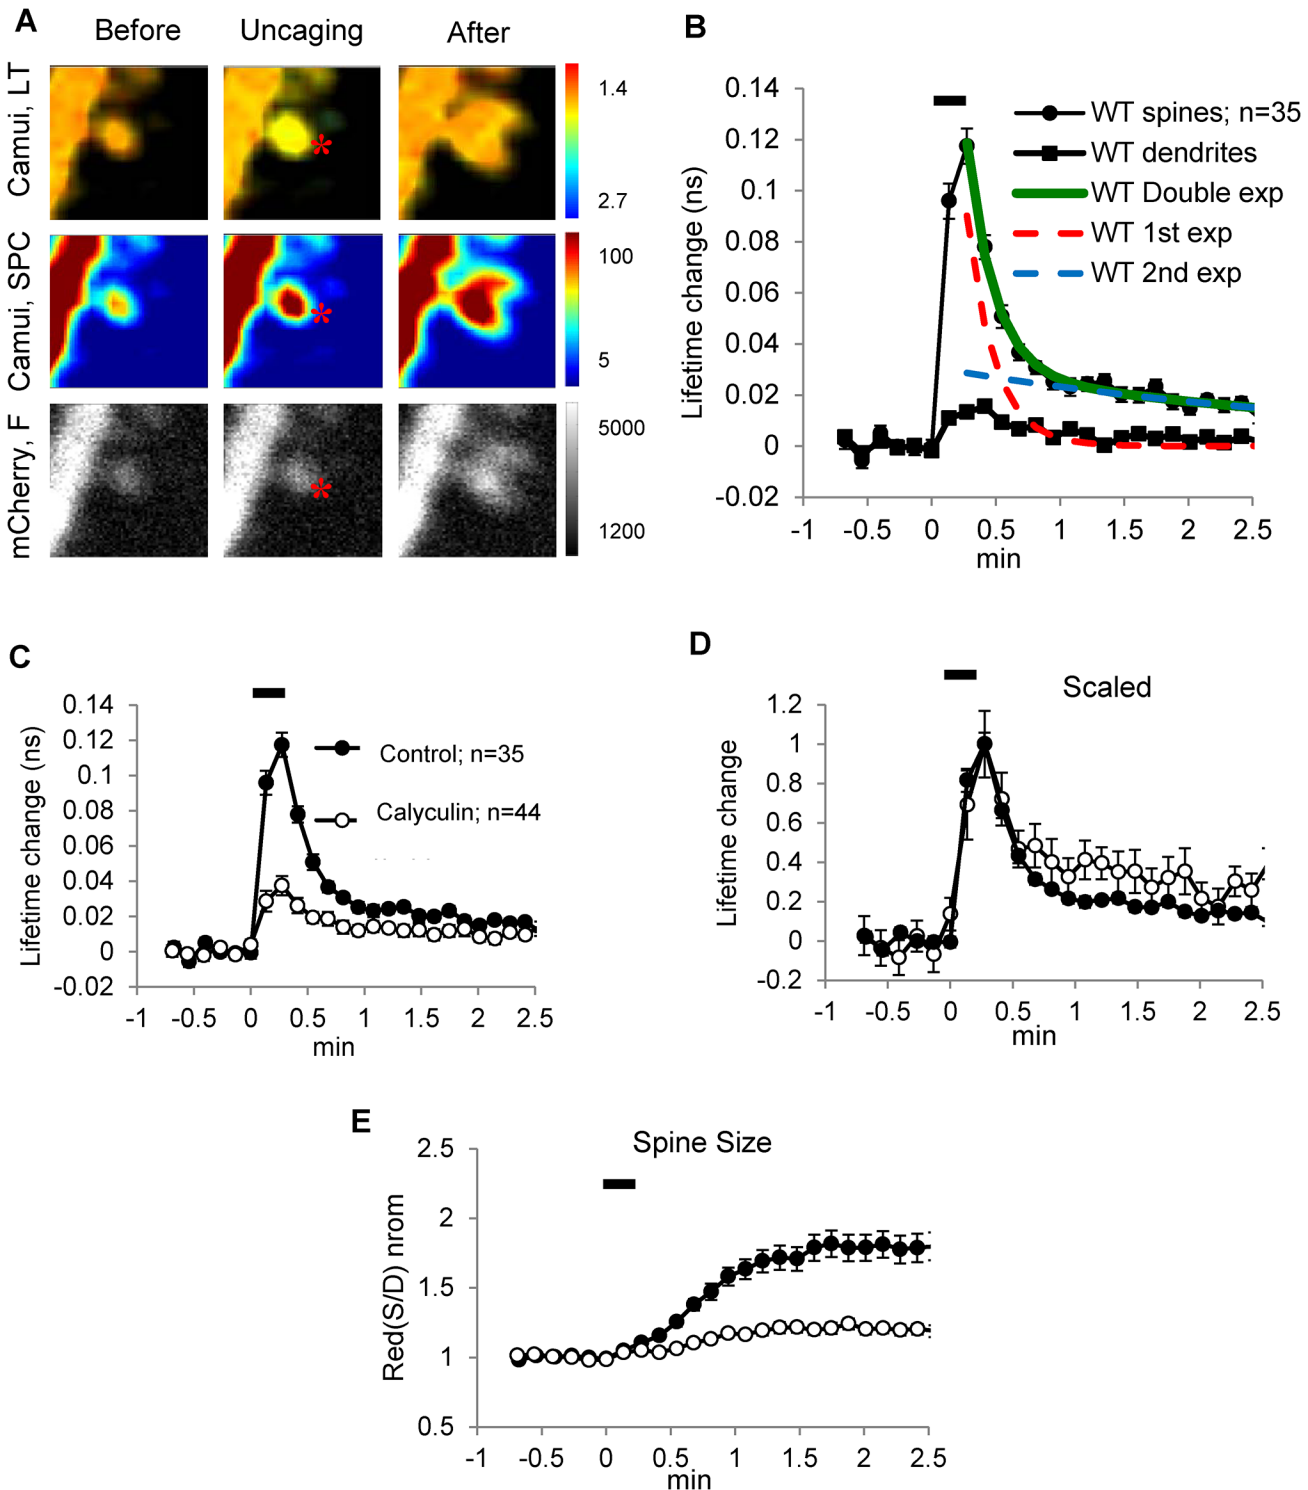 A
Before
Uncaging
After
Camui, LT
1.4
2.7
*
Camui, SPC
100
5
*
mCherry, F
5000
1200
*
B
Lifetime change (ns)
0.14
0.12
0.1
0.08
0.06
0.04
0.02
0
-0.02
WT spines; n=35
WT dendrites
WT Double exp
WT 1st exp
WT 2nd exp
-1 -0.5 0 0.5 1 1.5 2 2.5
min
C
Lifetime change (ns)
0.14
0.12
0.1
0.08
0.06
0.04
0.02
0
-0.02
Control; n=35
Calyculin; n=44
-1 -0.5 0 0.5 1 1.5 2 2.5
min
D
Scaled
Lifetime change
1.2
1
0.8
0.6
0.4
0.2
0
-0.2
-1 -0.5 0 0.5 1 1.5 2 2.5
min
E
Spine Size
Red(S/D) nrom
2.5
2
1.5
1
0.5
-1 -0.5 0 0.5 1 1.5 2 2.5
min